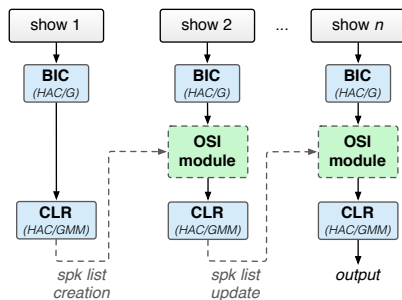 show 1
show 2
...
show n
BIC
(HAC/G)
BIC
(HAC/G)
BIC
(HAC/G)
OSI
module
OSI
module
CLR
(HAC/GMM)
CLR
(HAC/GMM)
CLR
(HAC/GMM)
spk list
creation
spk list
update
output